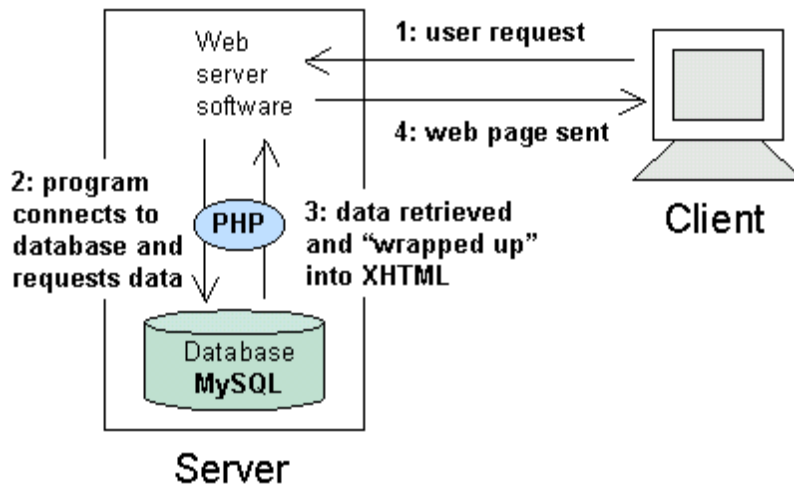 Web
server
software
1: user request
4: web page sent
Client
2: program
connects to
database and
requests data
PHP
3: data retrieved
and “wrapped up”
into XHTML
Database
MySQL
Server